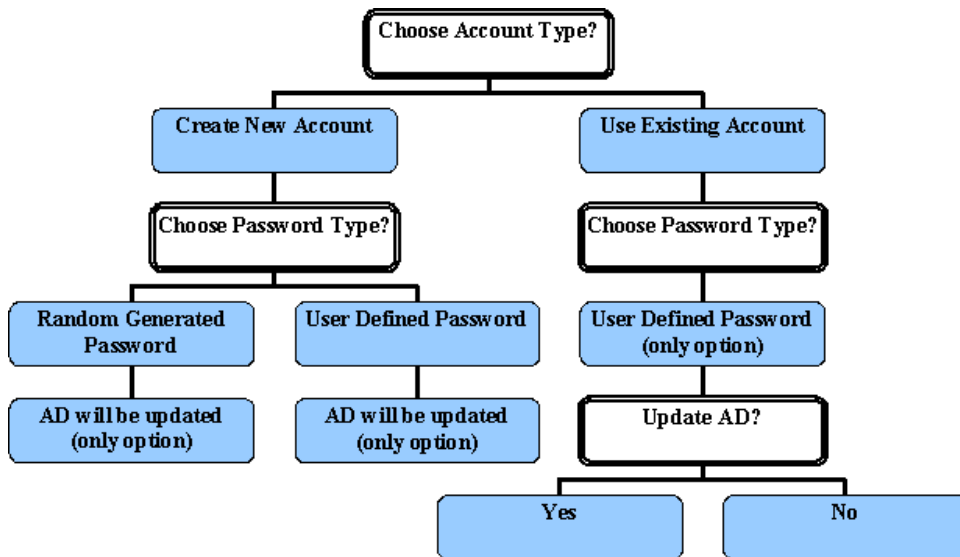 Choose Account Type?
Create New Account
Use Existing Account
Choose Password Type?
Choose Password Type?
Random Generated
Password
User Defined Password
User Defined Password
(only option)
AD will be updated
(only option)
AD will be updated
(only option)
Update AD?
Yes
No